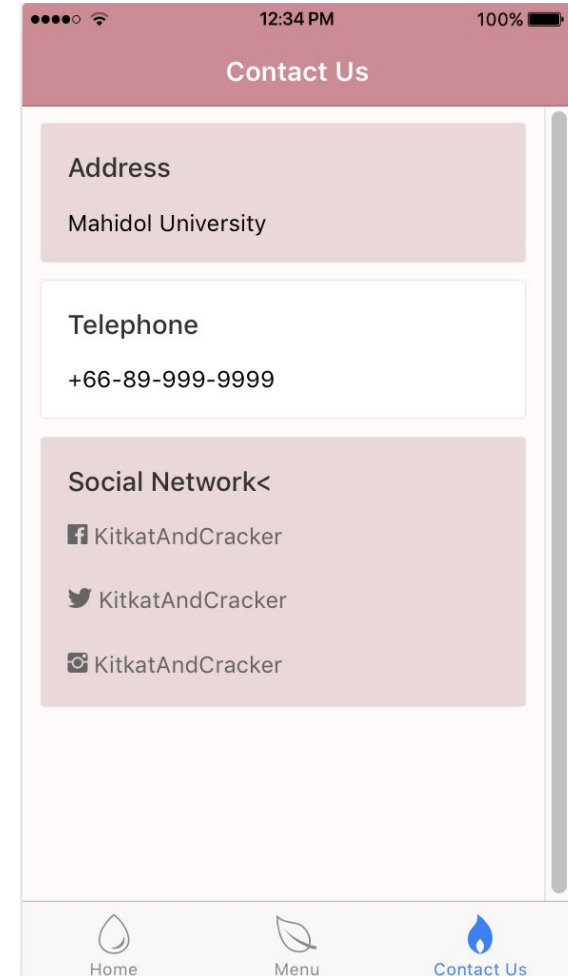 12:34 PM 100%
Contact Us
Address
Mahidol University
Telephone
+66-89-999-9999
Social Network<
KitkatAndCracker
KitkatAndCracker
KitkatAndCracker
Home Menu Contact Us